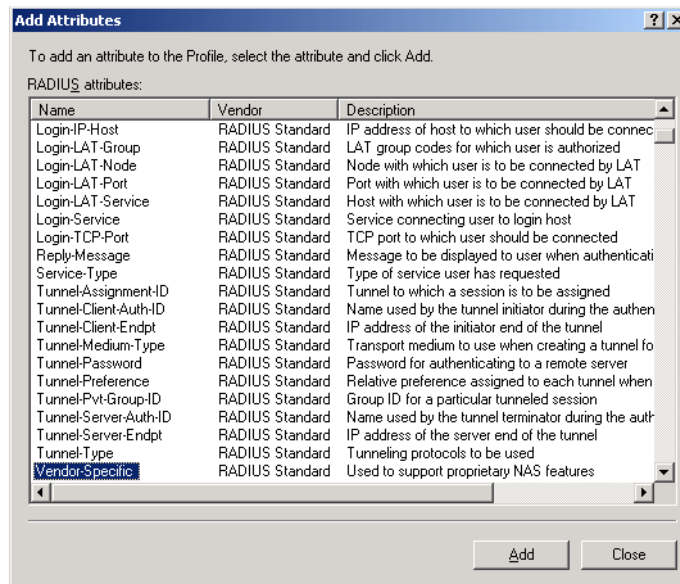 Add Attributes
To add an attribute to the Profile, select the attribute and click Add.
RADIUS attributes:
Name Vendor Description
Login-IP-Host RADIUS Standard IP address of host to which user should be connec
Login-LAT-Group RADIUS Standard LAT group codes for which user is authorized
Login-LAT-Node RADIUS Standard Node with which user is to be connected by LAT
Login-LAT-Port RADIUS Standard Port with which user is to be connected by LAT
Login-LAT-Service RADIUS Standard Host with which user is to be connected by LAT
Login-Service RADIUS Standard Service connecting user to login host
Login-TCP-Port RADIUS Standard TCP port to which user should be connected
Reply-Message RADIUS Standard Message to be displayed to user when authenticati
Service-Type RADIUS Standard Type of service user has requested
Tunnel-Assignment-ID RADIUS Standard Tunnel to which a session is to be assigned
Tunnel-Client-Auth-ID RADIUS Standard Name used by the tunnel initiator during the authen
Tunnel-Client-Endpt RADIUS Standard IP address of the initiator end of the tunnel
Tunnel-Medium-Type RADIUS Standard Transport medium to use when creating a tunnel fo
Tunnel-Password RADIUS Standard Password for authenticating to a remote server
Tunnel-Preference RADIUS Standard Relative preference assigned to each tunnel when
Tunnel-Pvt-Group-ID RADIUS Standard Group ID for a particular tunneled session
Tunnel-Server-Auth-ID RADIUS Standard Name used by the tunnel terminator during the auth
Tunnel-Server-Endpt RADIUS Standard IP address of the server end of the tunnel
Tunnel-Type RADIUS Standard Tunneling protocols to be used
Vendor-Specific RADIUS Standard Used to support proprietary NAS features
Add Close